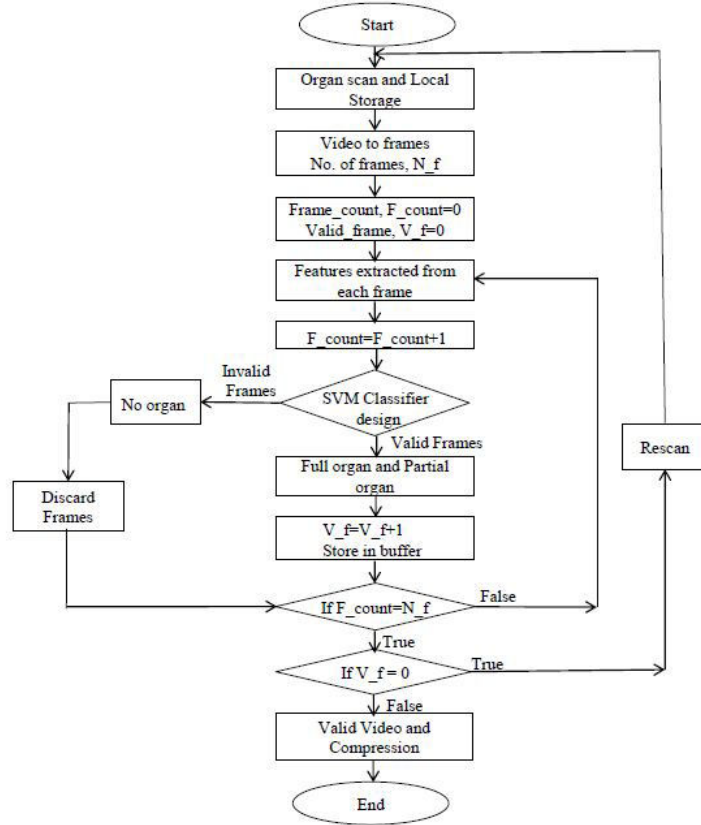 Start
Organ scan and Local
Storage
Video to frames
No. of frames, N_f
Frame_count, F_count=0
Valid_frame, V_f=0
Features extracted from
each frame
F_count=F_count+1
Invalid
Frames
No organ
SVM Classifier
design
Valid Frames
Rescan
Full organ and Partial
organ
Discard
Frames
V_f=V_f+1
Store in buffer
If F_count=N_f
False
True
If V_f = 0
True
False
Valid Video and
Compression
End